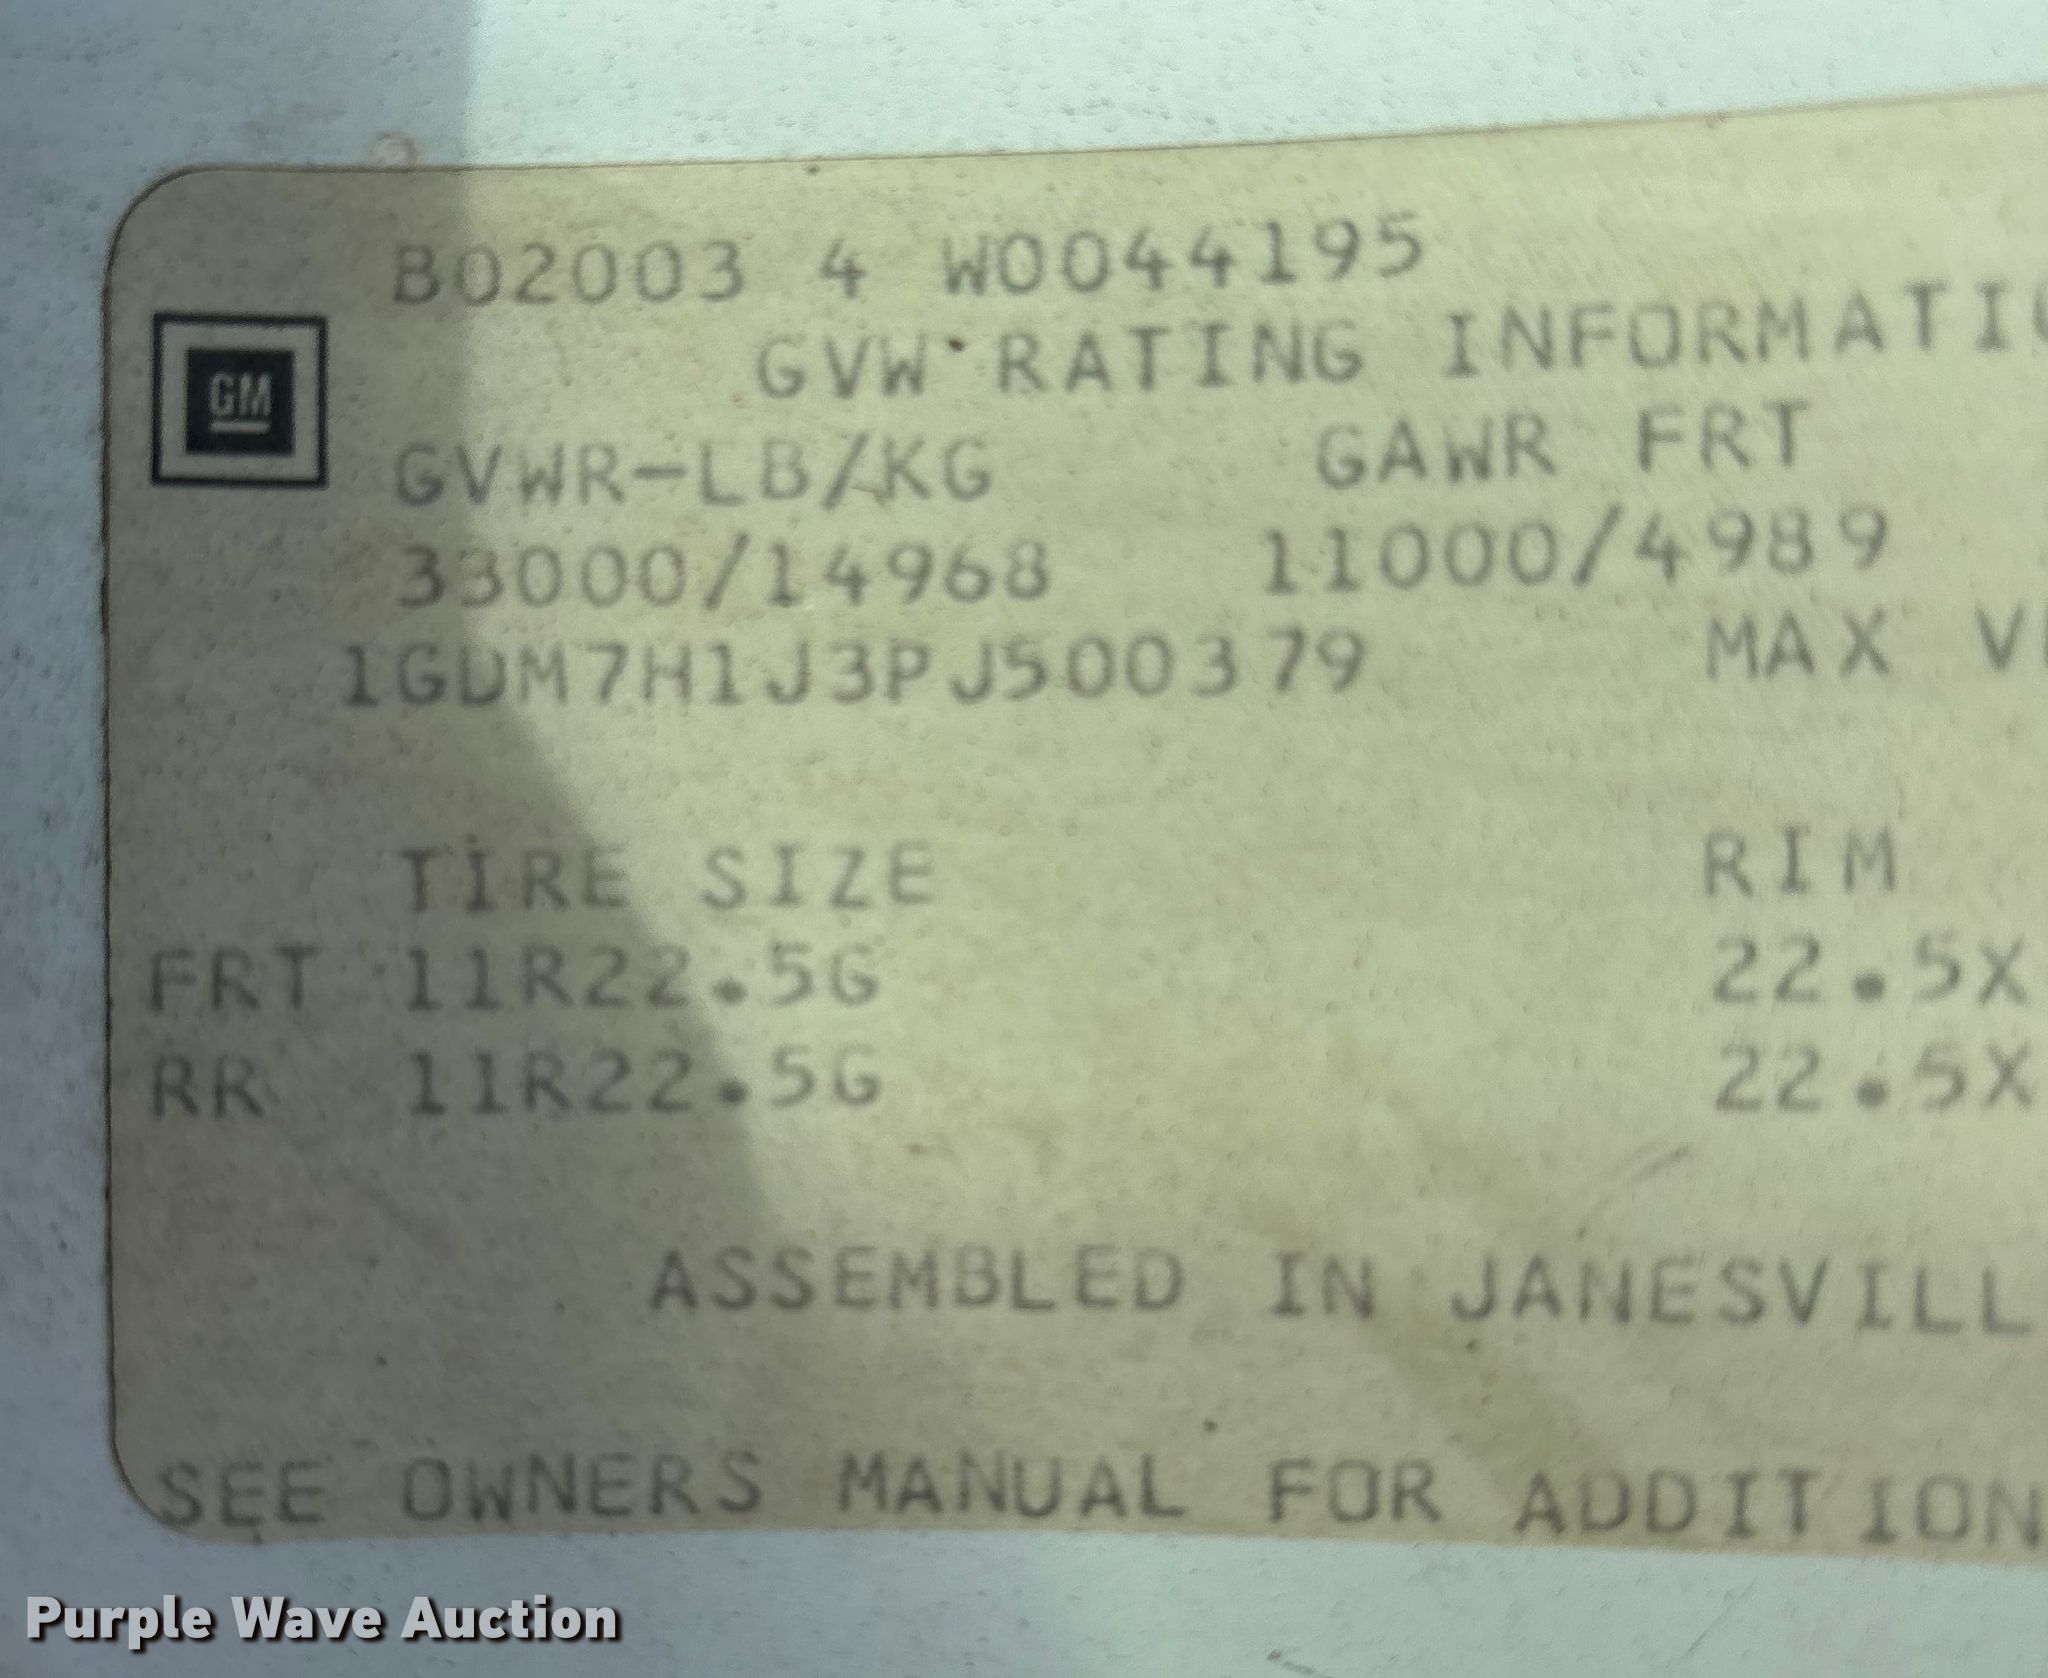 B02003 4 W0044195
GM
GVW RATING INFORMATIO
GVWR-LB/KG GAWR FRT
33000/14968 11000/4989
1GDM7H1J3PJ500379 MAX V
TIRE SIZE RIM
FRT 11R22.5G 22.5X
RR 11R22.5G 22.5X
ASSEMBLED IN JANESVILL
SEE OWNERS MANUAL FOR ADDITION
Purple Wave Auction